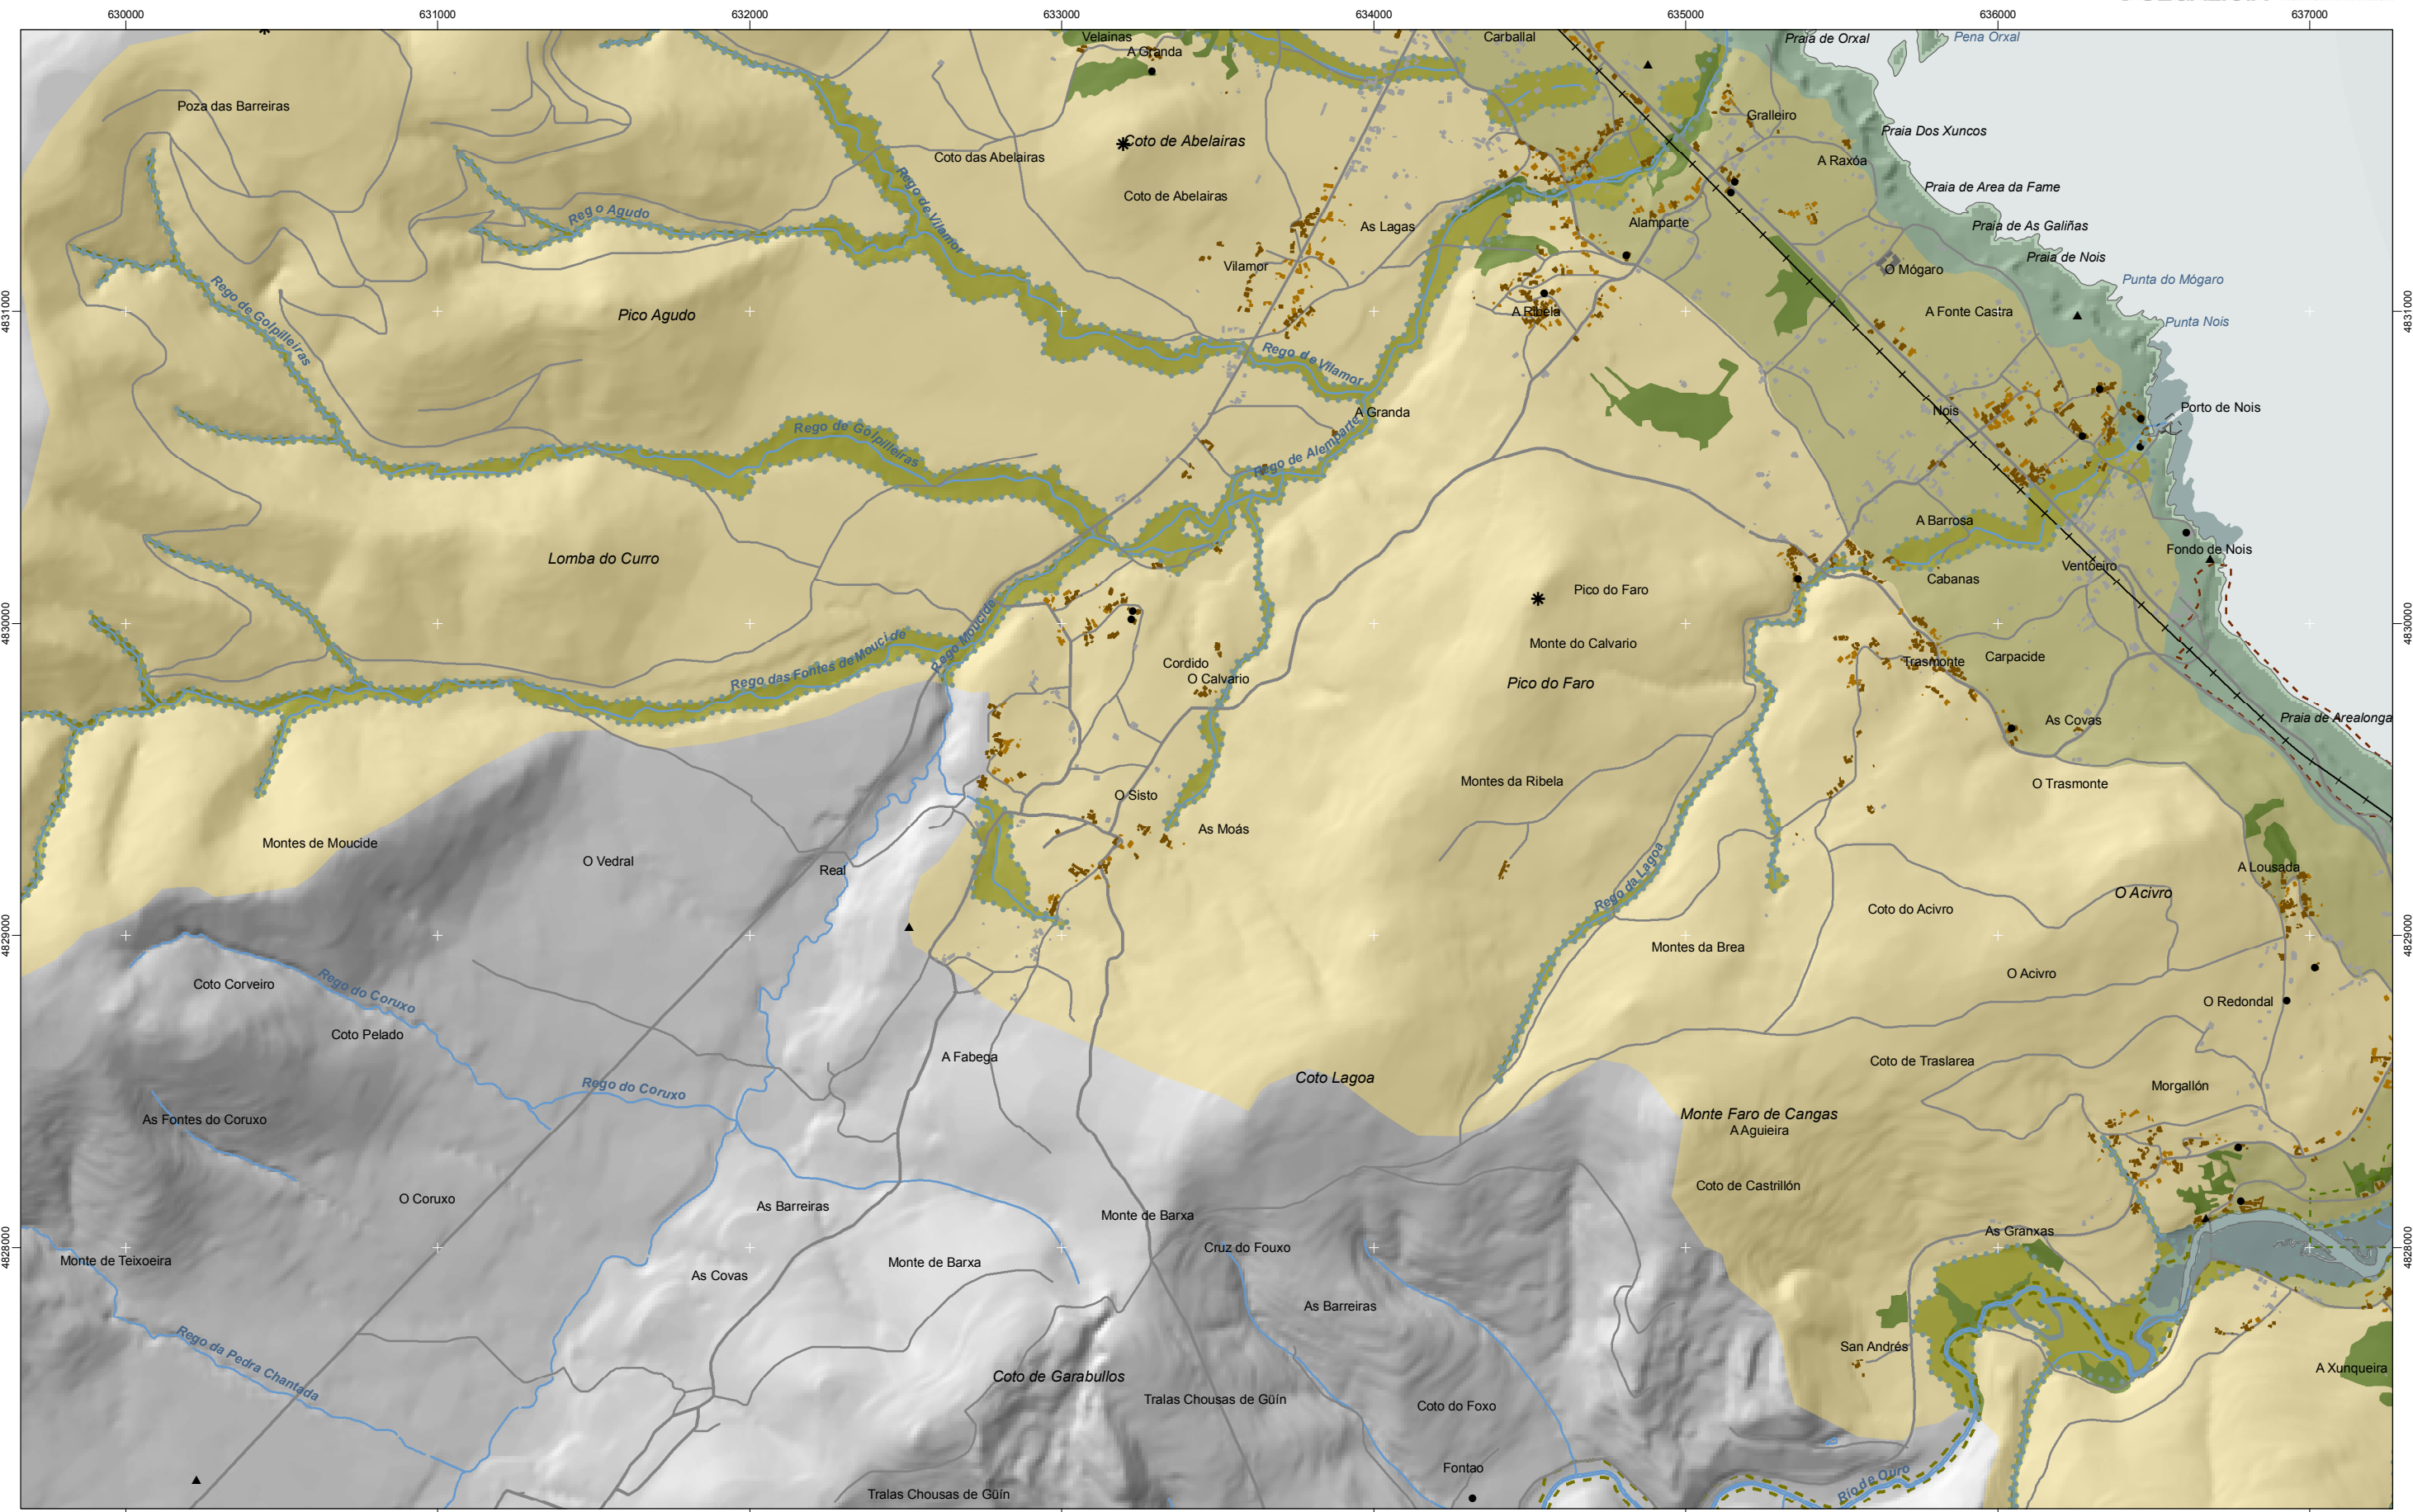 630000
631000
632000
633000
634000
635000
636000
637000
Velainas
A Granda
Carballal
Praia de Orxal
Pena Orxal
Poza das Barreiras
Gralleiro
Praia Dos Xuncos
Coto de Abelairas
Coto das Abelairas
A Raxóa
Coto de Abelairas
Praia de Area da Fame
Rego de Vilamor
Reg o Agudo
As Lagas
Alamparte
Praia de As Galiñas
Praia de Nois
Vilamor
O Mógaro
Punta do Mógaro
Rego de Golpilleiras
4831000
4831000
Pico Agudo
A Ribela
A Fonte Castra
Punta Nois
Rego de Vilamor
A Granda
Nois
Porto de Nois
Rego de Golpilleiras
Rego de Alemparte
A Barrosa
Fondo de Nois
Lomba do Curro
Ventoeiro
Cabanas
Pico do Faro
4830000
4830000
Rego Moucide
Monte do Calvario
Rego das Fontes de Mouçi de
Cordido
O Calvario
Trasmonte
Carpacide
Pico do Faro
As Covas
Praia de Arealonga
Montes da Ribela
O Trasmonte
O Sisto
As Moás
Montes de Moucide
O Vedral
Real
A Lousada
Rego da Lagoa
O Acivro
Coto do Acivro
4829000
4829000
Montes da Brea
O Acivro
Coto Corveiro
Rego do Coruxo
O Redondal
Coto Pelado
A Fabega
Coto de Traslarea
Coto Lagoa
Rego do Coruxo
Morgallón
As Fontes do Coruxo
Monte Faro de Cangas
A Aguieira
Coto de Castrillón
O Coruxo
As Barreiras
Monte de Barxa
As Granxas
4828000
4828000
Monte de Teixoeira
Monte de Barxa
Cruz do Fouxo
As Covas
As Barreiras
Rego da Pedra Chantada
San Andrés
A Xunqueira
Coto de Garabullos
Tralas Chousas de Güín
Coto do Foxo
Fontao
Río de Ouro
Tralas Chousas de Güín